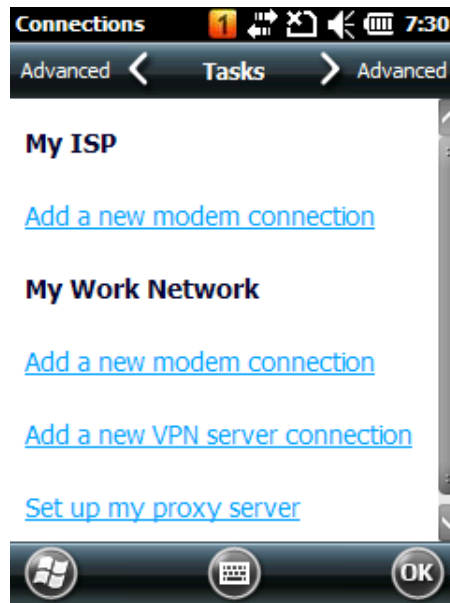 Connections 1 7:30
Advanced Tasks Advanced
My ISP
Add a new modem connection
My Work Network
Add a new modem connection
Add a new VPN server connection
Set up my proxy server
OK